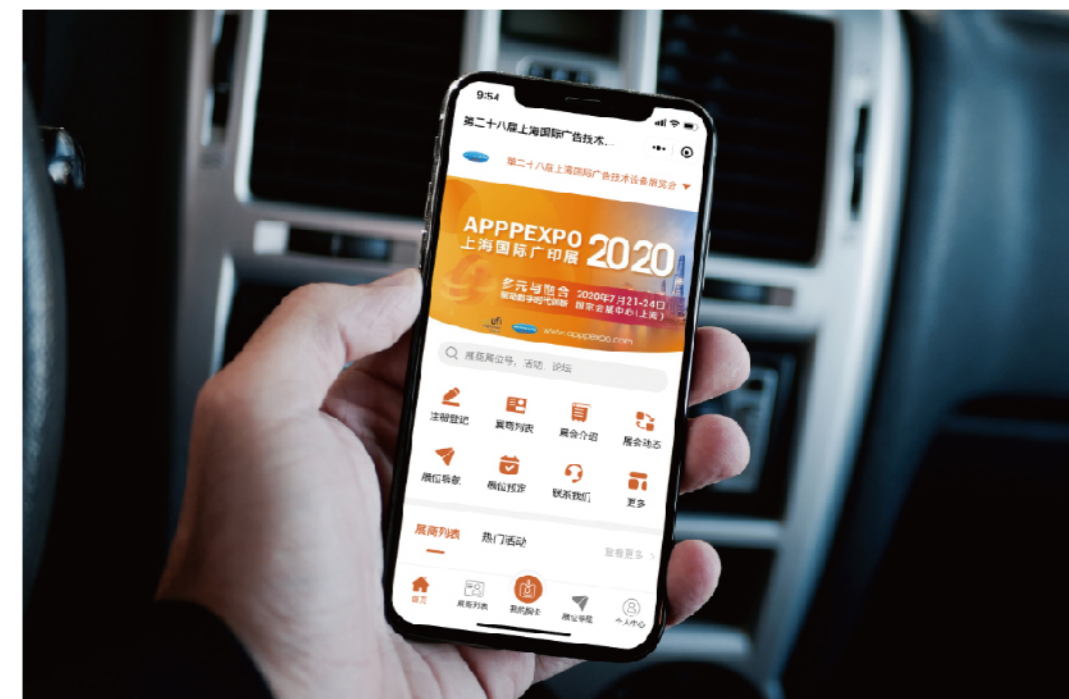 9:54
第二十八届上海国际广告技术...
第二十八届上海国际广告技术设备展览会
APPPEXPO 2020
上海国际广印展
多元与融合
2020年7月21-24日
国家会展中心(上海)
ufi
www.apppexpo.com
展商展位号,活动,论坛
注册登记
展商列表
展会介绍
展会动态
展位导航
展位预定
联系我们
更多
展商列表
热门活动
查看更多 >
首页
展商列表
我的胸卡
展位导航
个人中心